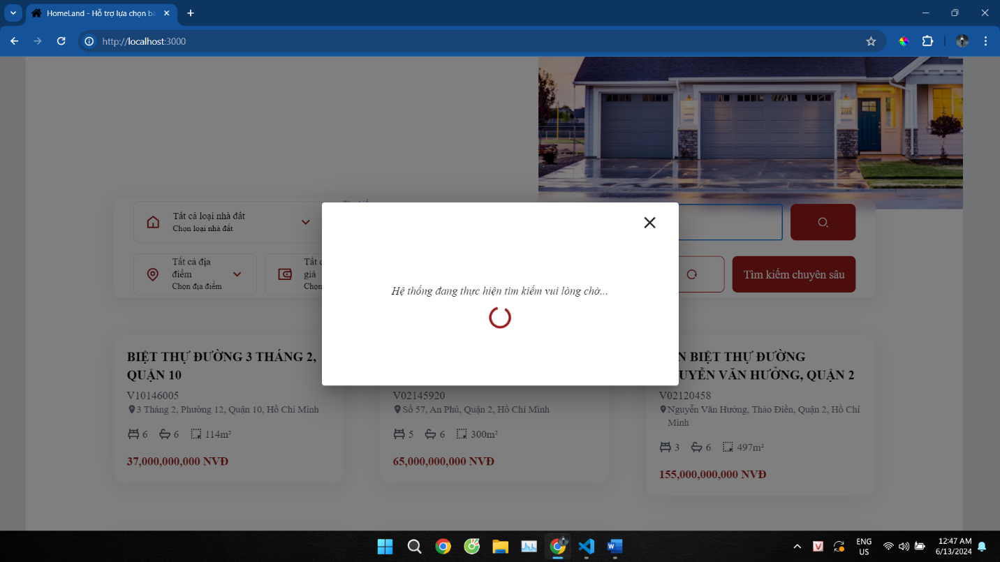 HomeLand - Hỗ trợ lựa chọn bấ
http://localhost:3000
Tất cả loại nhà đất
Chọn loại nhà đất
Tất cả địa
điểm
Chọn địa điểm
Tất c
giá
Chọn
Tìm kiếm chuyên sâu
Hệ thống đang thực hiện tìm kiếm vui lòng chờ...
BIỆT THỰ ĐƯỜNG 3 THÁNG 2,
QUẬN 10
V10146005
3 Tháng 2, Phường 12, Quận 10, Hồ Chí Minh
6 6 114m²
37,000,000,000 NVĐ
V02145920
Số 57, An Phú, Quận 2, Hồ Chí Minh
5 6 300m²
65,000,000,000 NVĐ
N BIỆT THỰ ĐƯỜNG
UYỄN VĂN HƯỞNG, QUẬN 2
V02120458
Nguyễn Văn Hưởng, Thảo Điền, Quận 2, Hồ Chí
Minh
3 6 497m²
155,000,000,000 NVĐ
ENG
US
12:47 AM
6/13/2024